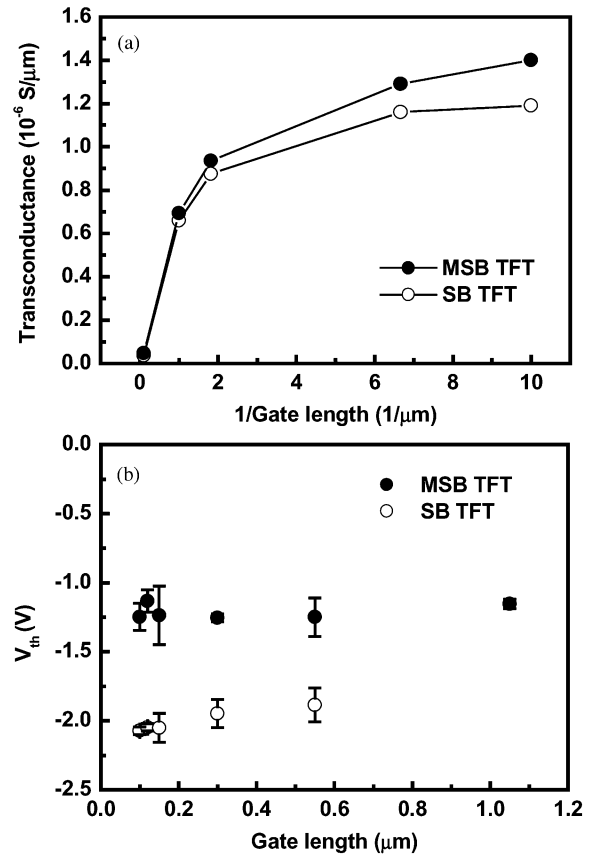 (a)
Transconductance (10⁻⁶ S/μm)
1.6
1.4
1.2
1.0
0.8
0.6
0.4
0.2
0.0
MSB TFT
SB TFT
0 2 4 6 8 10
1/Gate length (1/μm)
(b)
V_th (V)
0.0
-0.5
-1.0
-1.5
-2.0
-2.5
MSB TFT
SB TFT
0.0 0.2 0.4 0.6 0.8 1.0 1.2
Gate length (μm)